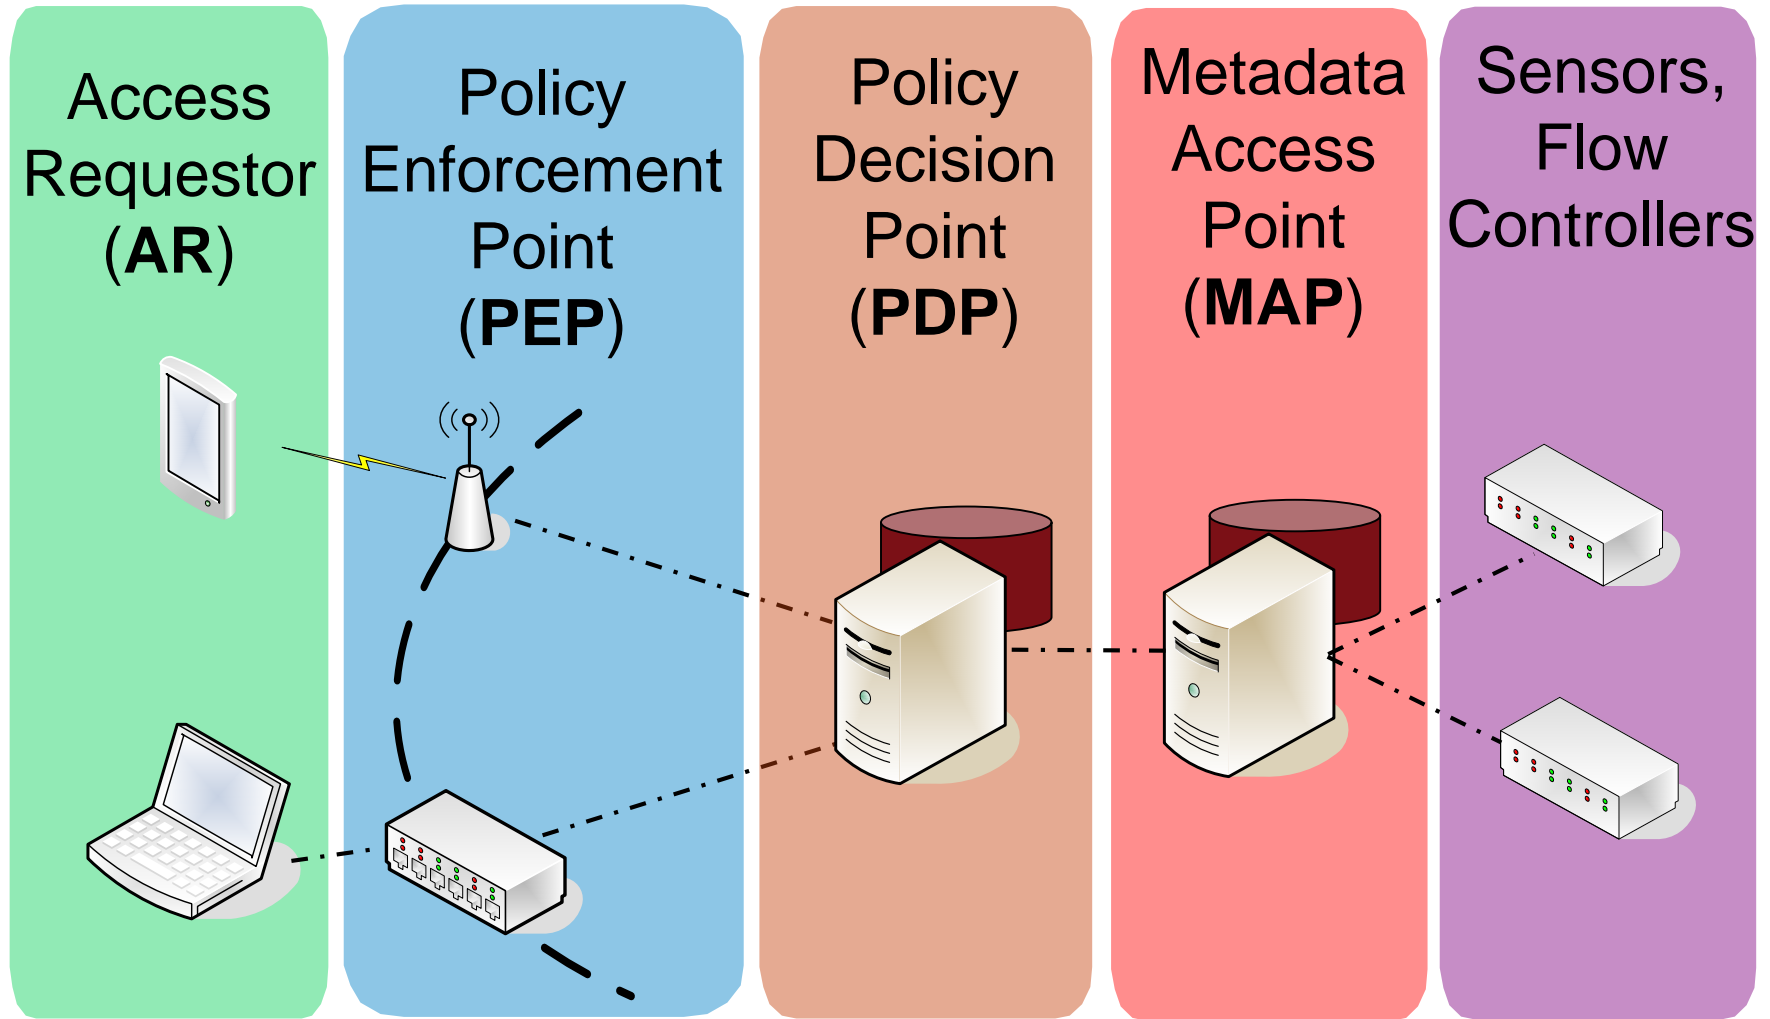 Access
Requestor
(AR)
Policy
Enforcement
Point
(PEP)
Policy
Decision
Point
(PDP)
Metadata
Access
Point
(MAP)
Sensors,
Flow
Controllers